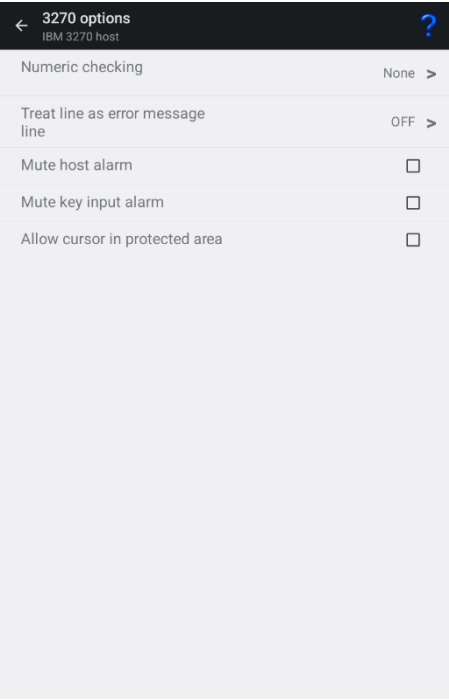 3270 options
IBM 3270 host
?
Numeric checking
None >
Treat line as error message
line
OFF >
Mute host alarm
Mute key input alarm
Allow cursor in protected area